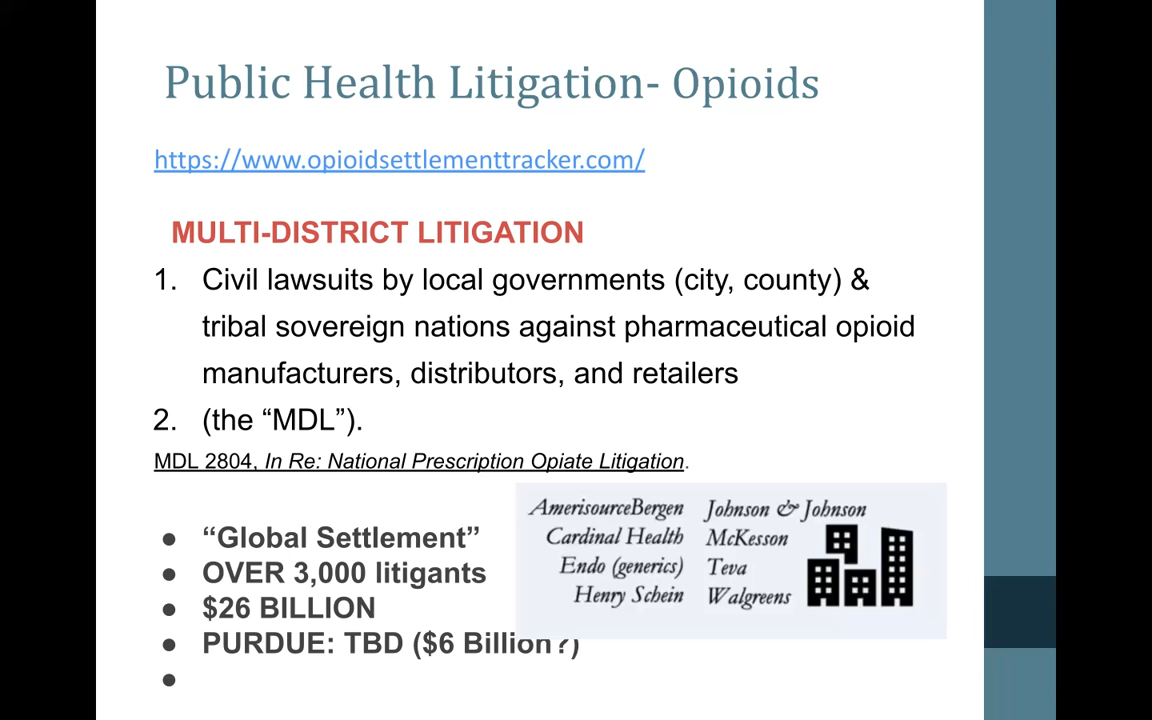 Public Health Litigation- Opioids
https://www.opioidsettlementtracker.com/
MULTI-DISTRICT LITIGATION
1. Civil lawsuits by local governments (city, county) &
tribal sovereign nations against pharmaceutical opioid
manufacturers, distributors, and retailers
2. (the “MDL”).
MDL 2804, In Re: National Prescription Opiate Litigation.
● “Global Settlement”
● OVER 3,000 litigants
● $26 BILLION
● PURDUE: TBD ($6 Billion?)
●
AmerisourceBergen Johnson & Johnson
Cardinal Health McKesson
Endo (generics) Teva
Henry Schein Walgreens